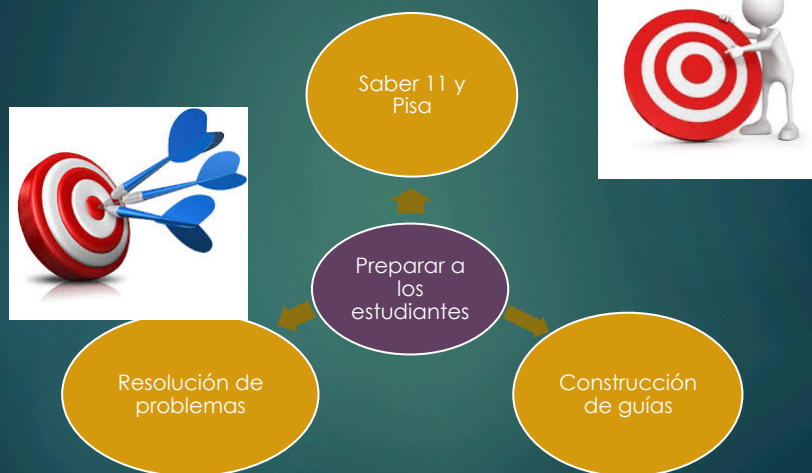 Saber 11 y
Pisa
Preparar a
los
estudiantes
Resolución de
problemas
Construcción
de guías